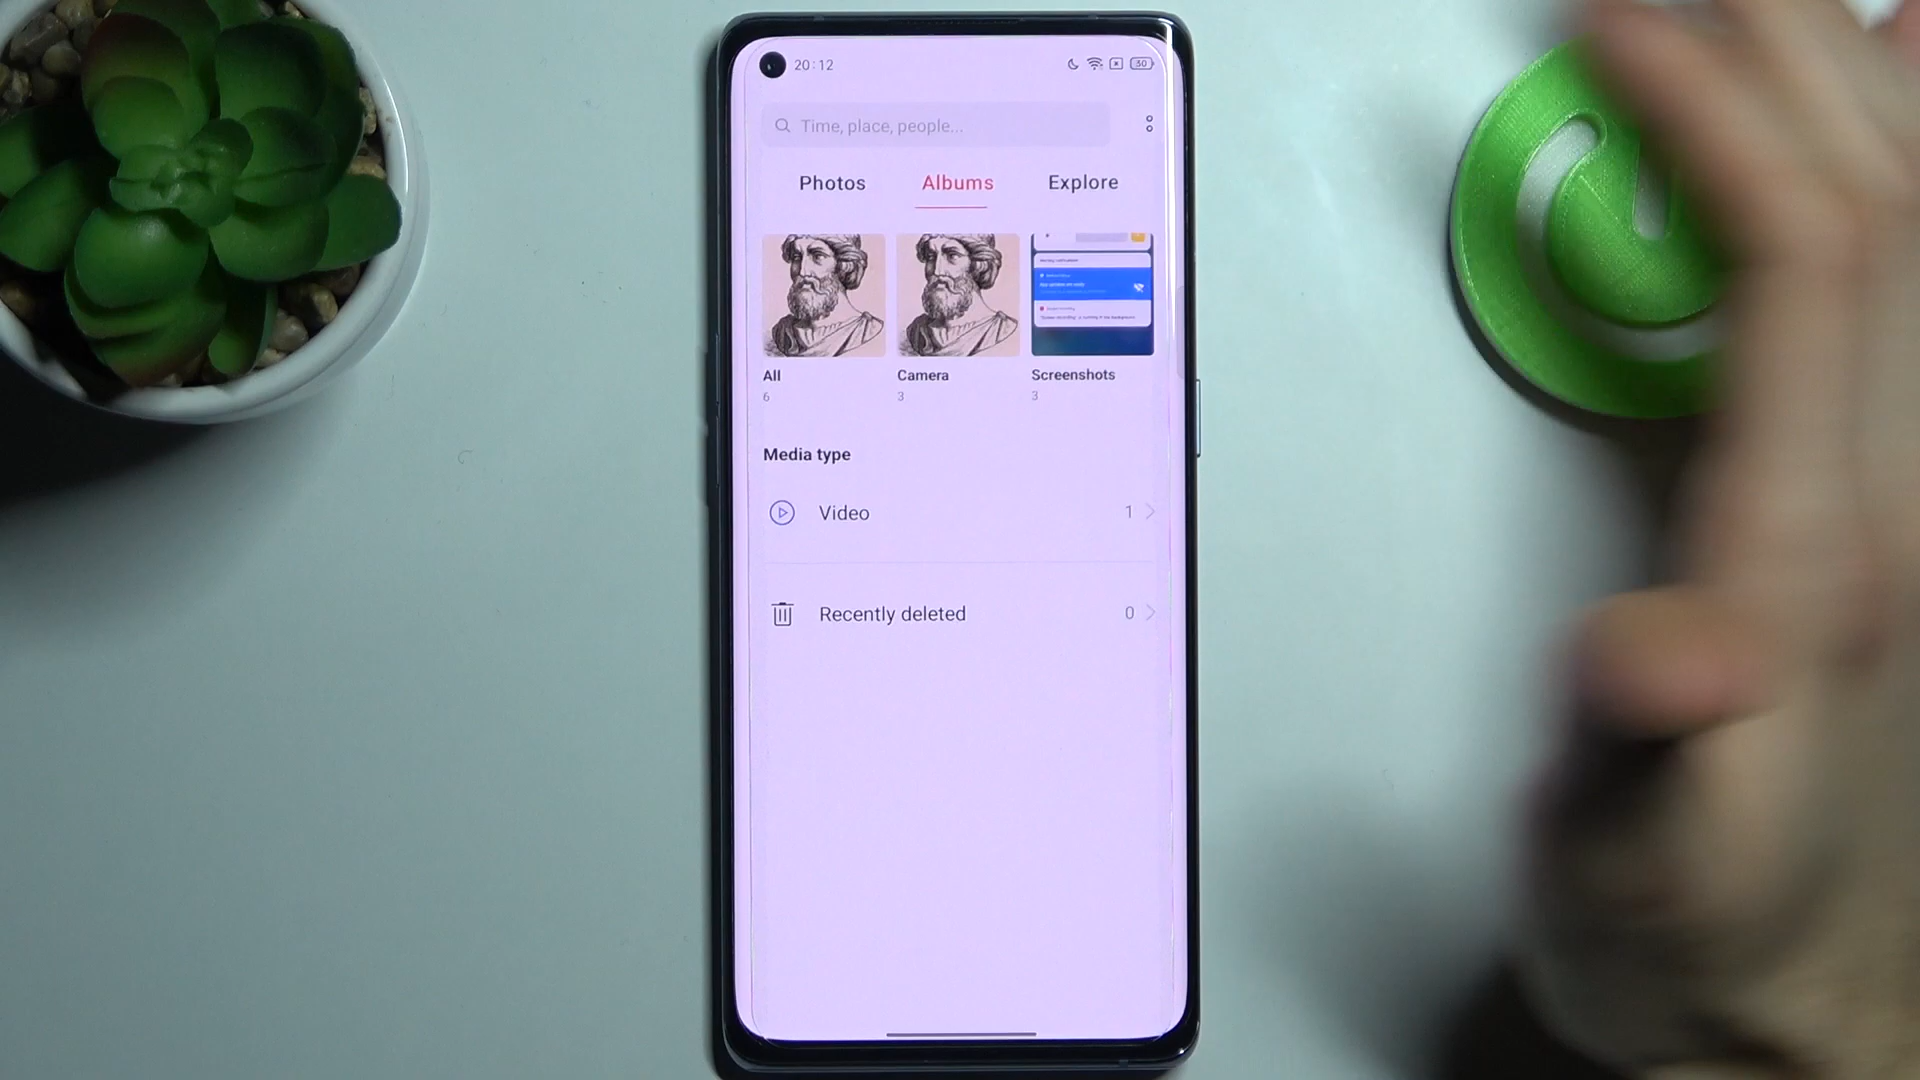 20:12
30
Time, place, people...
Photos Albums Explore
All Camera Screenshots
6 3 3
Media type
Video 1
Recently deleted 0